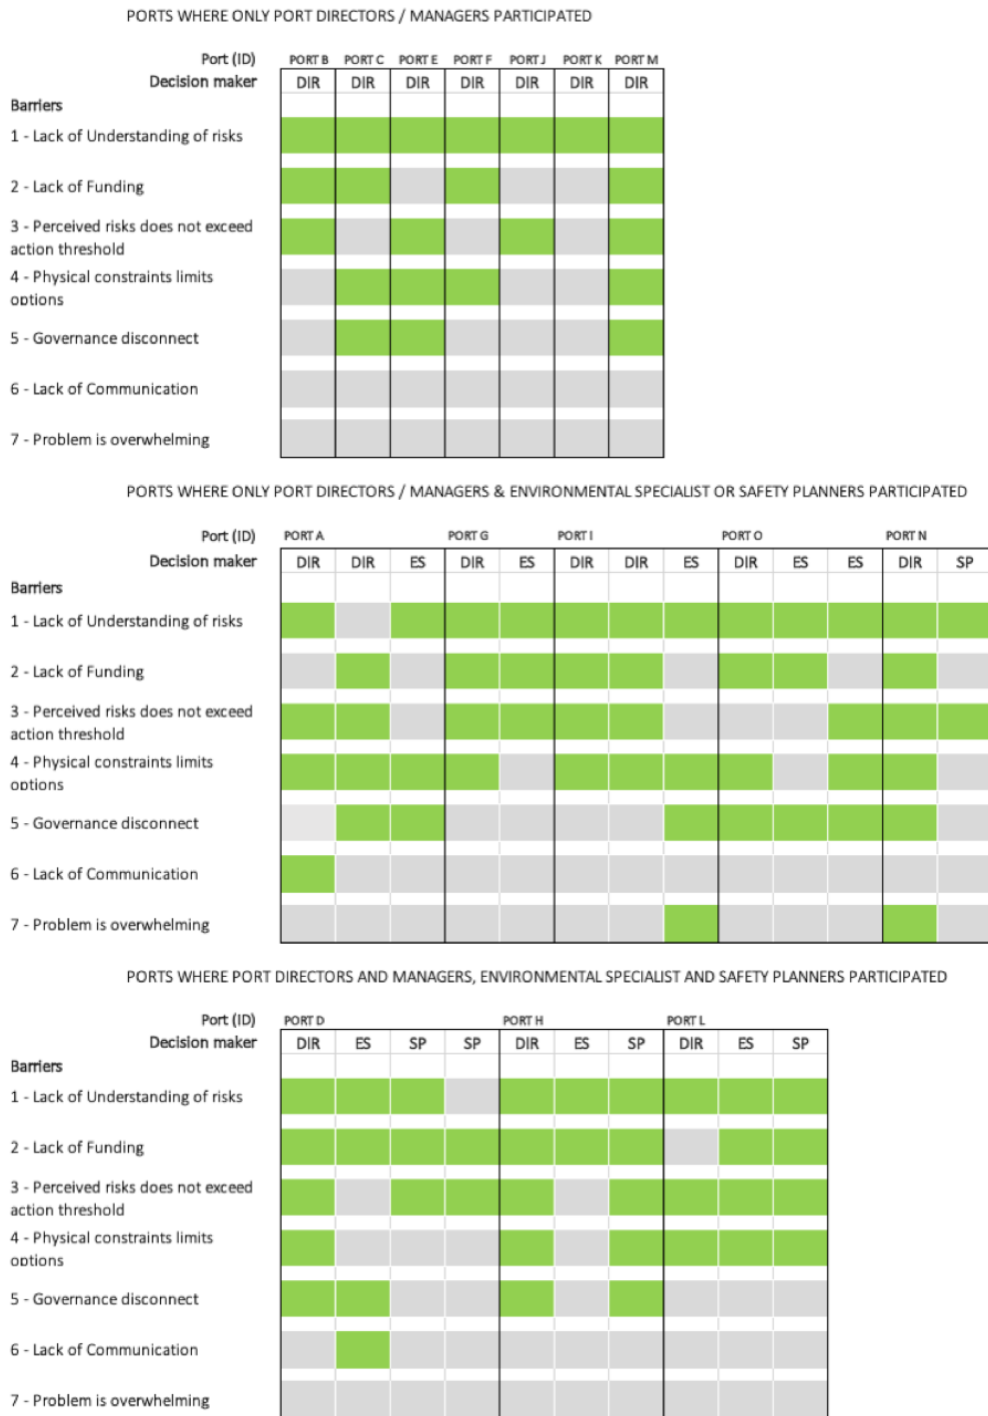 PORTS WHERE ONLY PORT DIRECTORS / MANAGERS PARTICIPATED
Port (ID) PORT B PORT C PORT E PORT F PORT J PORT K PORT M
Decision maker DIR DIR DIR DIR DIR DIR DIR
Barriers
1 - Lack of Understanding of risks
2 - Lack of Funding
3 - Perceived risks does not exceed
action threshold
4 - Physical constraints limits
options
5 - Governance disconnect
6 - Lack of Communication
7 - Problem is overwhelming
PORTS WHERE ONLY PORT DIRECTORS / MANAGERS & ENVIRONMENTAL SPECIALIST OR SAFETY PLANNERS PARTICIPATED
Port (ID) PORT A PORT G PORT I PORT O PORT N
Decision maker DIR DIR ES DIR ES DIR DIR ES DIR ES ES DIR SP
Barriers
1 - Lack of Understanding of risks
2 - Lack of Funding
3 - Perceived risks does not exceed
action threshold
4 - Physical constraints limits
options
5 - Governance disconnect
6 - Lack of Communication
7 - Problem is overwhelming
PORTS WHERE PORT DIRECTORS AND MANAGERS, ENVIRONMENTAL SPECIALIST AND SAFETY PLANNERS PARTICIPATED
Port (ID) PORT D PORT H PORT L
Decision maker DIR ES SP SP DIR ES SP DIR ES SP
Barriers
1 - Lack of Understanding of risks
2 - Lack of Funding
3 - Perceived risks does not exceed
action threshold
4 - Physical constraints limits
options
5 - Governance disconnect
6 - Lack of Communication
7 - Problem is overwhelming